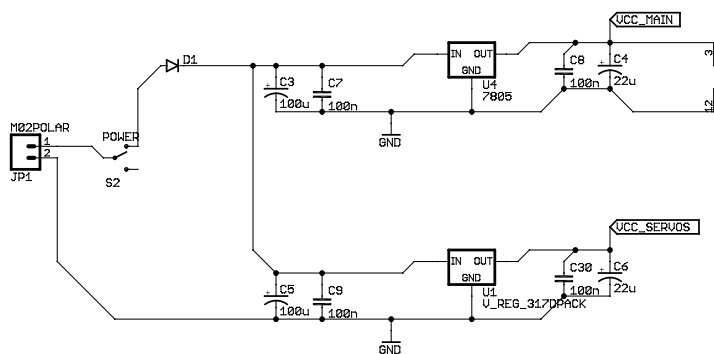 VCC_MAIN
D1
IN OUT
GND
C3
100u
C7
100n
U4
7805
C8
100n
C4
22u
3
12
+
+
GND
M02POLAR
1
2
JP1
POWER
S2
VCC_SERVOS
IN OUT
GND
C5
100u
C9
100n
U1
V_REG_317DPACK
C30
100n
C6
22u
+
+
GND